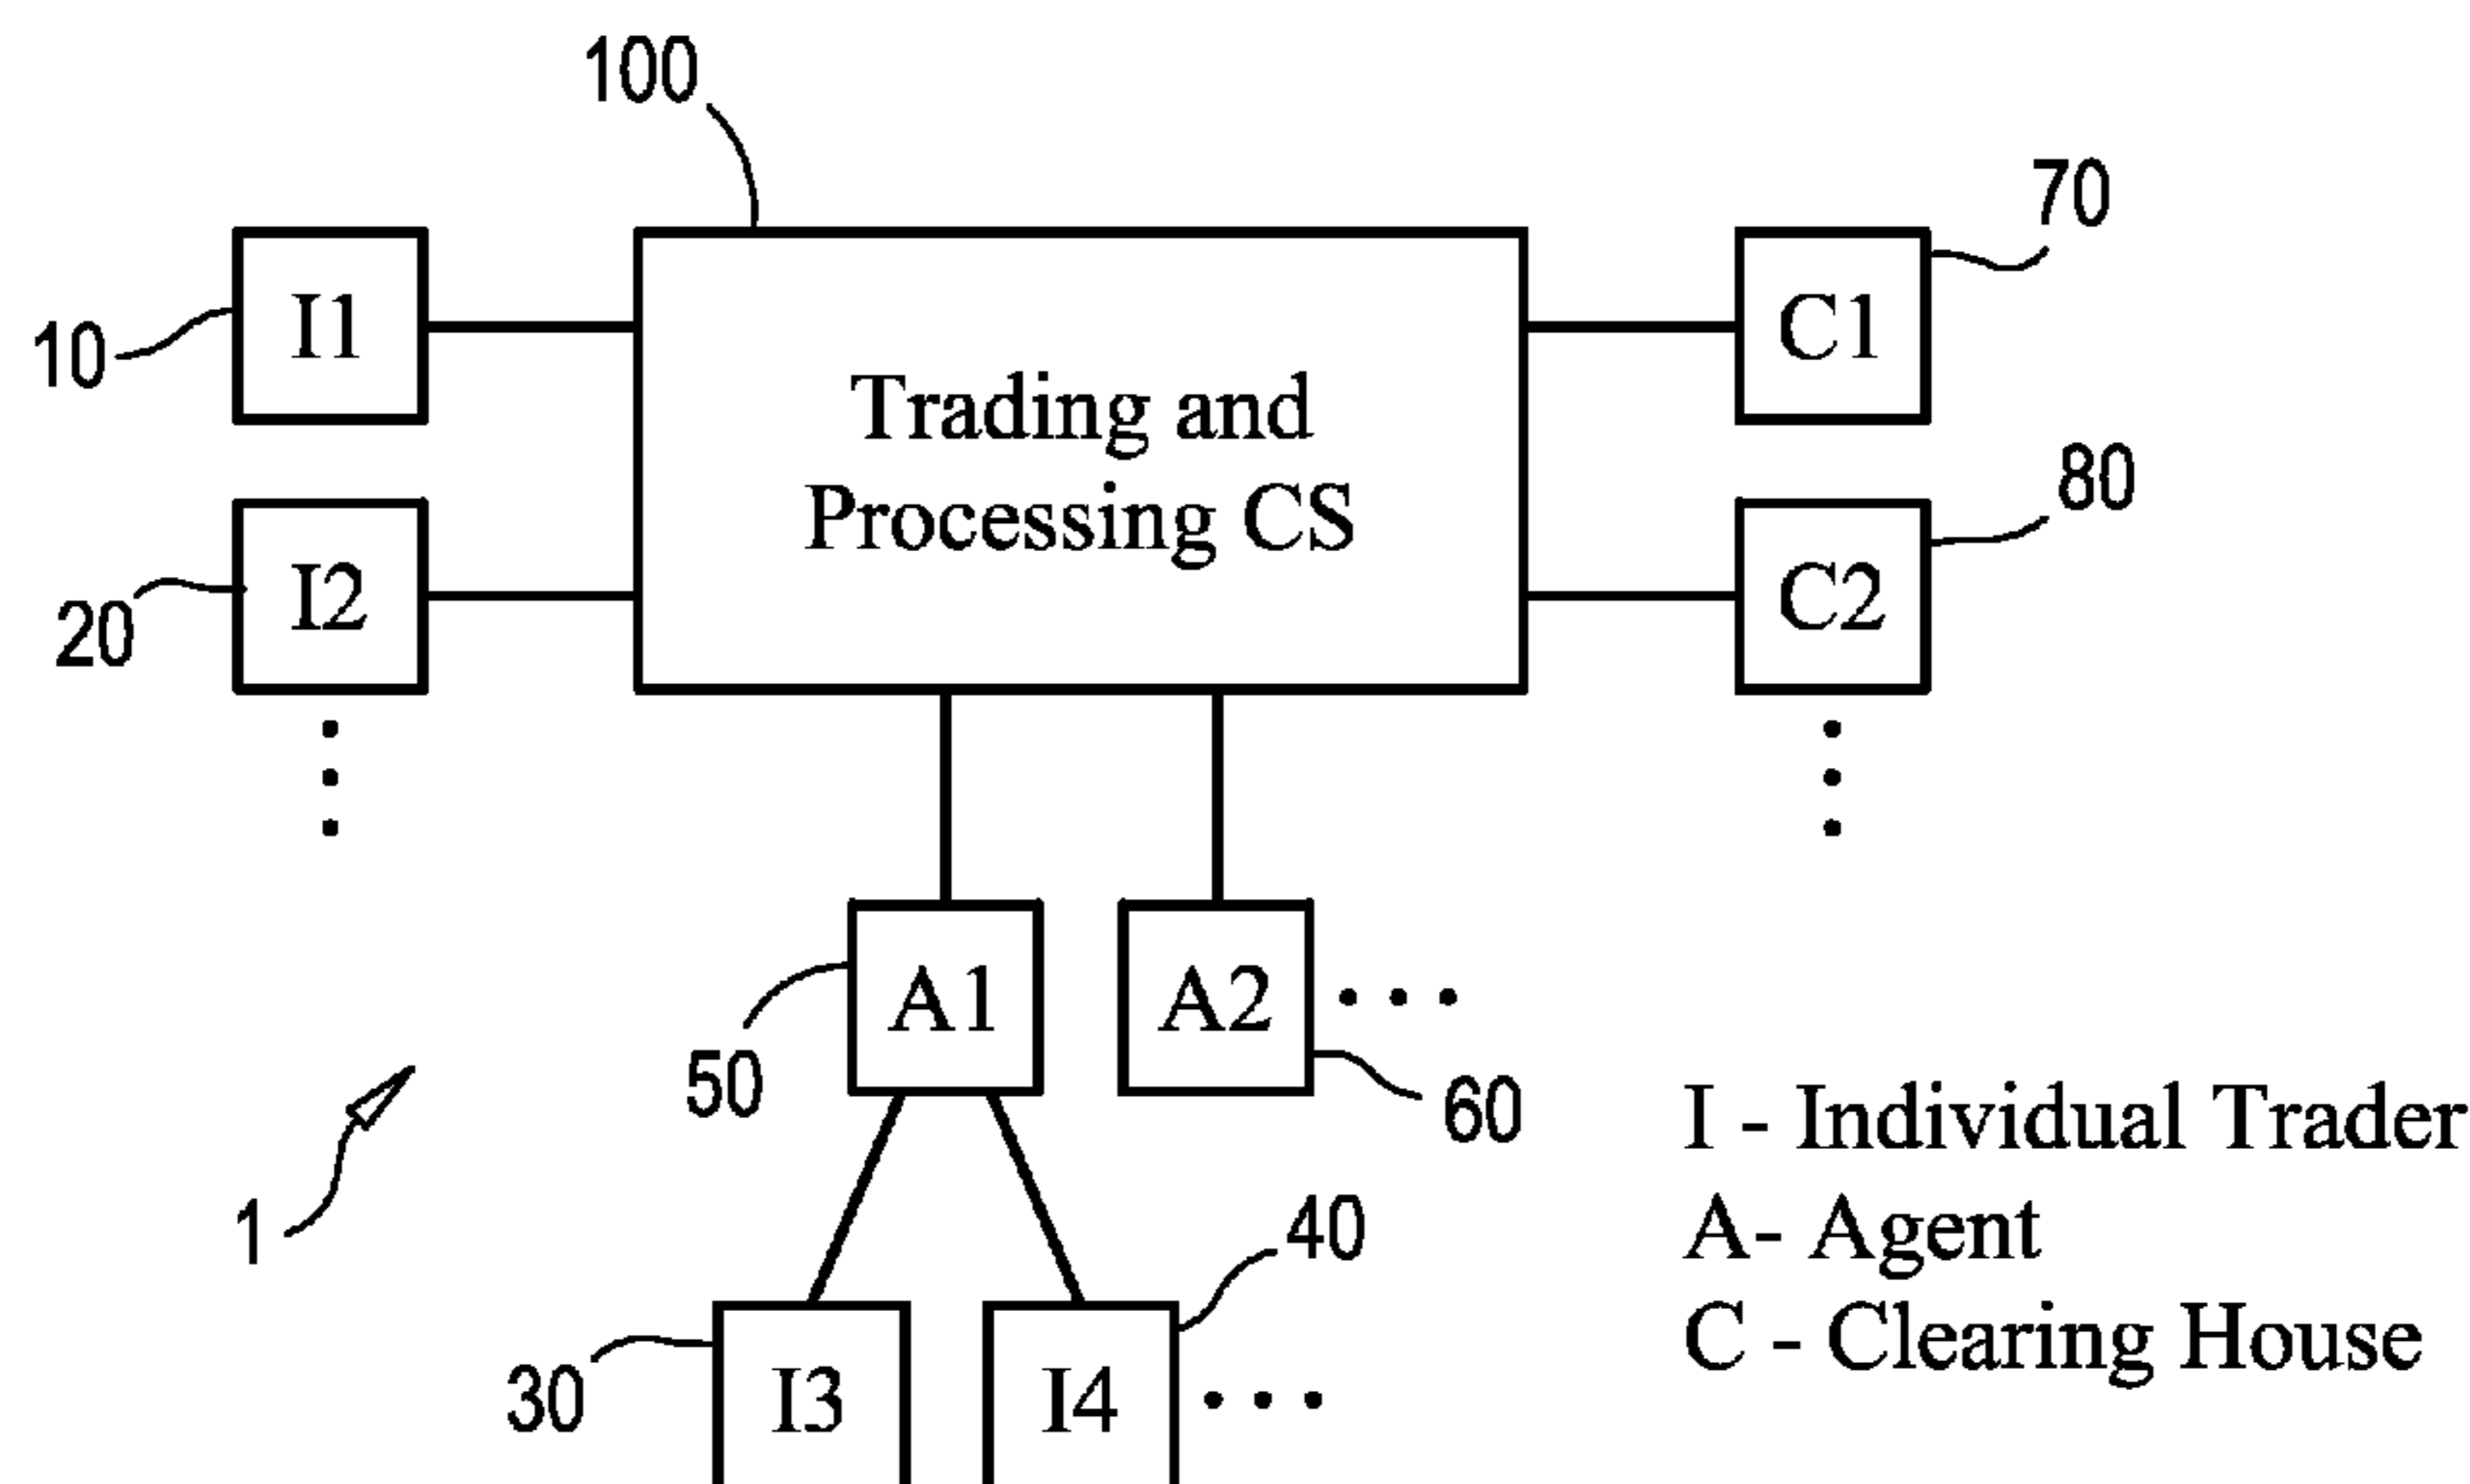 100
70
10
I1
Trading and
Processing CS
C1
80
20
I2
C2
50
A1
A2
60
1
I - Individual Trader
A- Agent
C - Clearing House
40
30
I3
I4